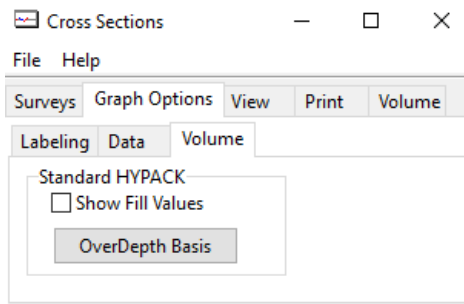 Cross Sections
File Help
Surveys Graph Options View Print Volume
Labeling Data Volume
Standard HYPACK
Show Fill Values
OverDepth Basis